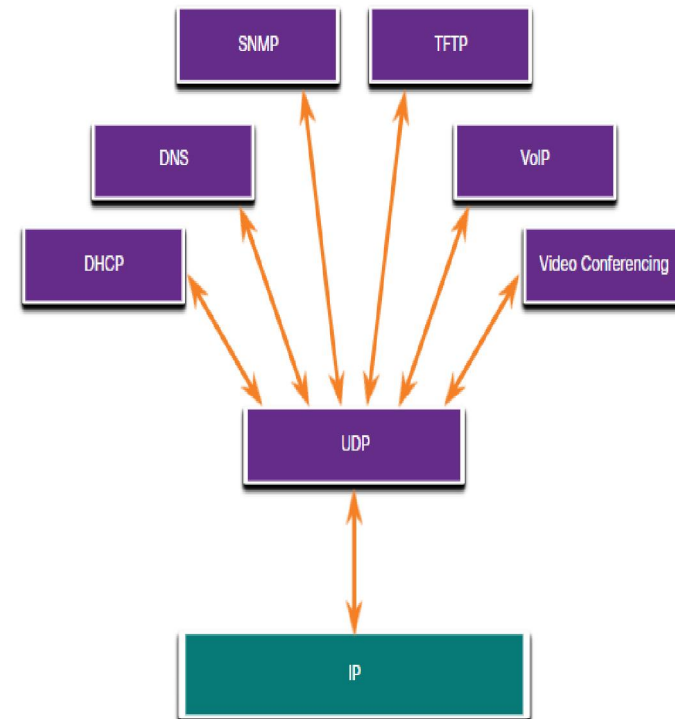 SNMP
TFTP
DNS
VoIP
DHCP
Video Conferencing
UDP
IP